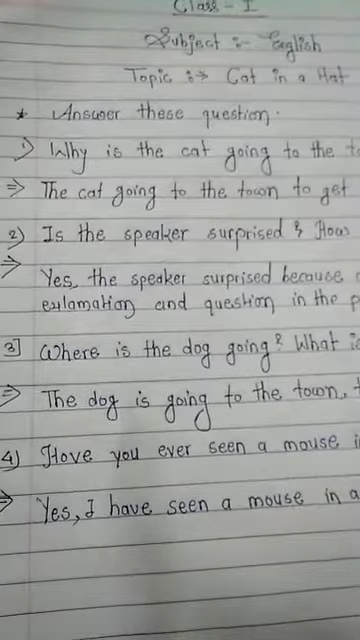 Class - I
Subject :- English
Topic :→ Cat in a Hat
* Answer these question.
1) Why is the cat going to the
⇒ The cat going to the town to get
2) Is the speaker surprised ? How
⇒ Yes, the speaker surprised because
exlamation and question in the
3] Where is the dog going? What
⇒ The dog is going to the town,
4) Have you ever seen a mouse
⇒ Yes, I have seen a mouse in a